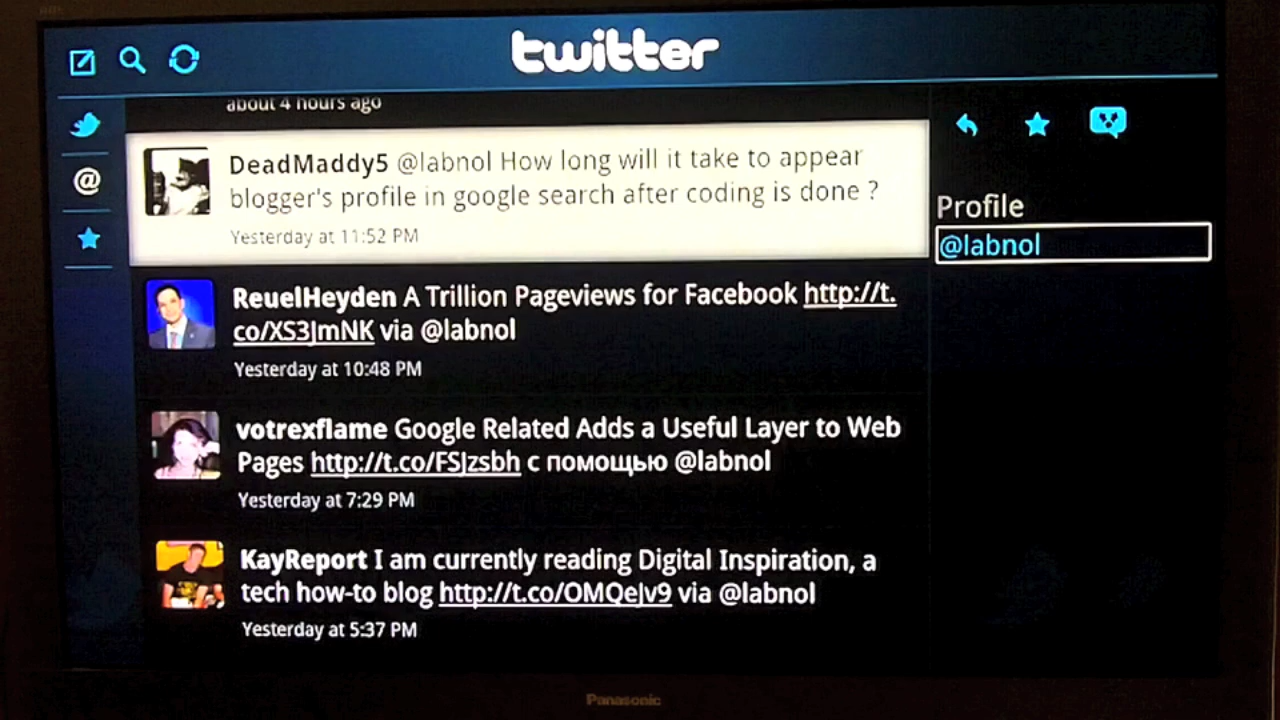 twitter
about 4 hours ago
DeadMaddy5 @labnol How long will it take to appear
blogger's profile in google search after coding is done ?
Yesterday at 11:52 PM
Profile
@labnol
ReuelHeyden A Trillion Pageviews for Facebook http://t.
co/XS3JmNK via @labnol
Yesterday at 10:48 PM
votrexflame Google Related Adds a Useful Layer to Web
Pages http://t.co/FSJzsbh с помощью @labnol
Yesterday at 7:29 PM
KayReport I am currently reading Digital Inspiration, a
tech how-to blog http://t.co/OMQeJv9 via @labnol
Yesterday at 5:37 PM
Panasonic